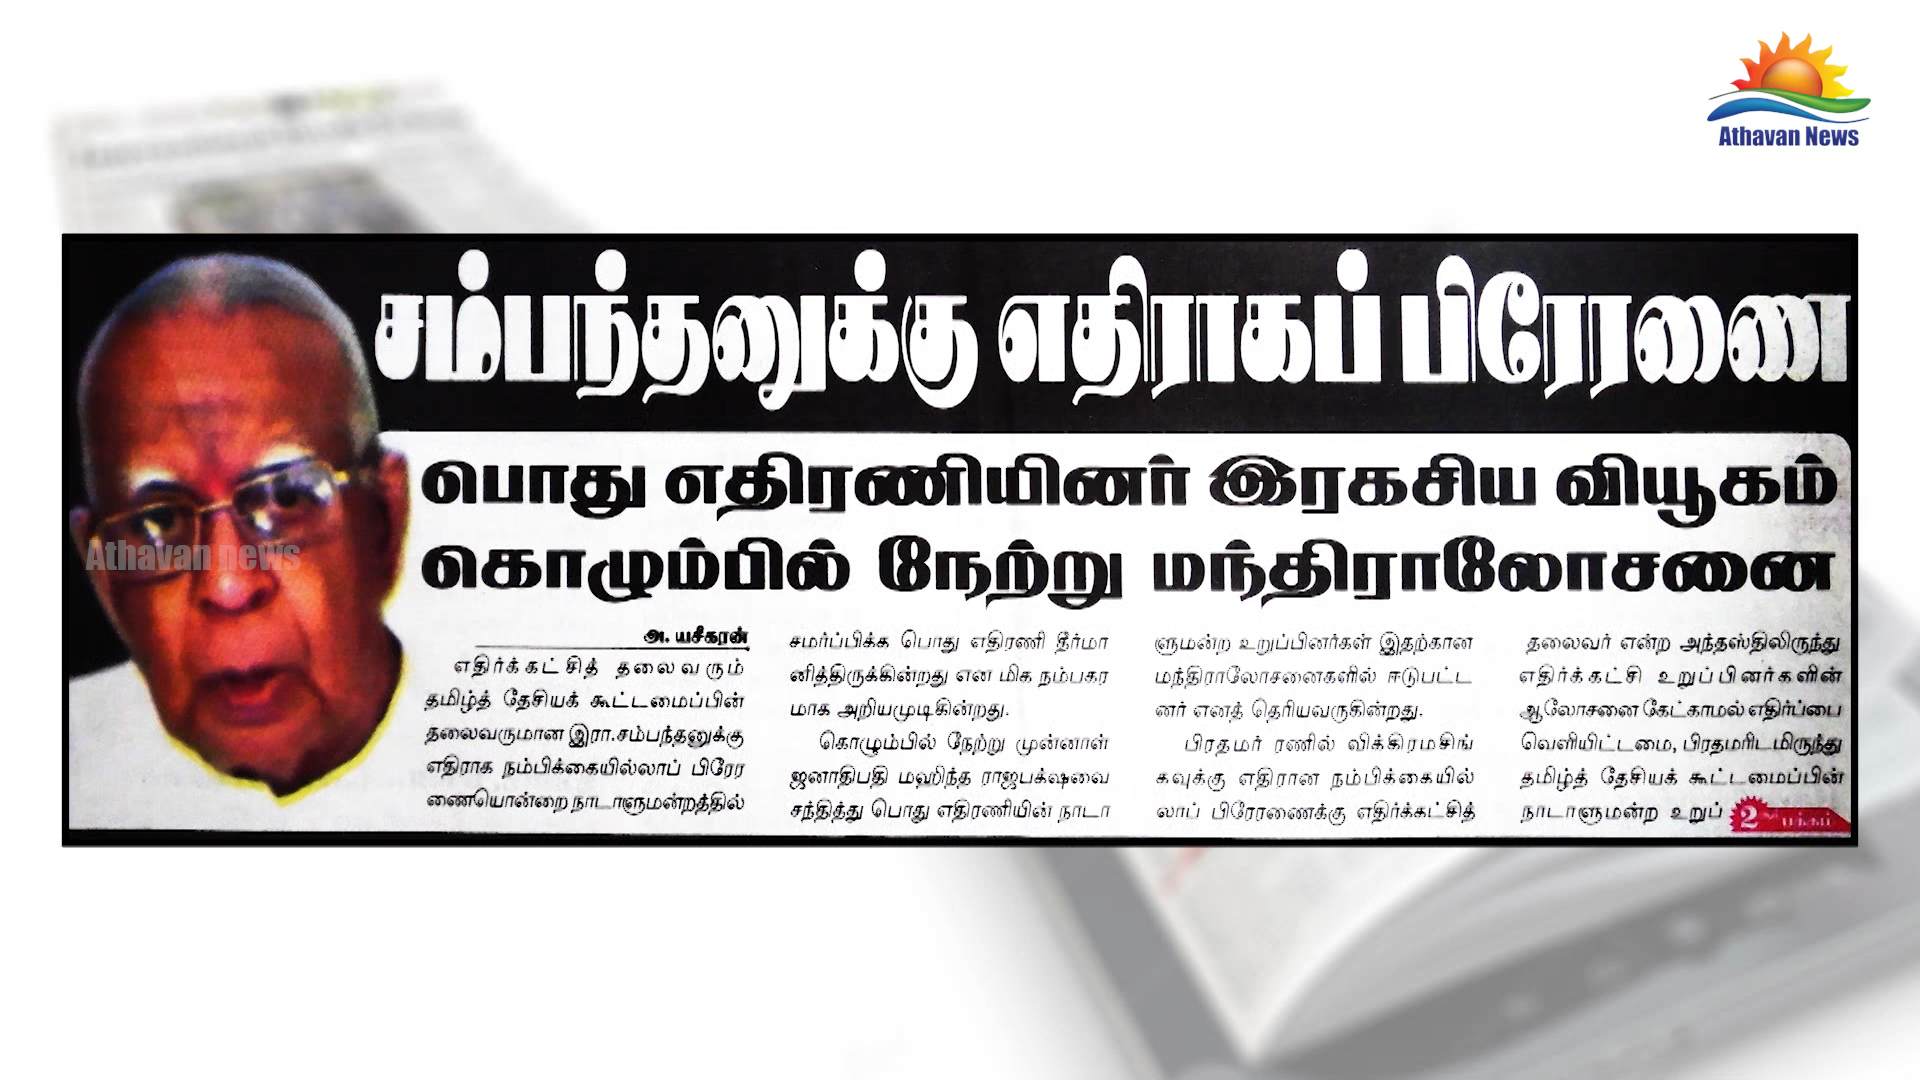 Athavan News
சம்பந்தனுக்கு எதிராகப் பிரேரணை
பொது எதிரணியினர் இரகசிய வியூகம்
கொழும்பில் நேற்று மந்திராலோசனை
Athavan news
அ. யசீகரன்
எதிர்க்கட்சித் தலைவரும்
தமிழ்த் தேசியக் கூட்டமைப்பின்
தலைவருமான இரா.சம்பந்தனுக்கு
எதிராக நம்பிக்கையில்லாப் பிரேர
ணையொன்றை நாடாளுமன்றத்தில்
சமர்ப்பிக்க பொது எதிரணி தீர்மா
னித்திருக்கின்றது என மிக நம்பகர
மாக அறியமுடிகின்றது.
கொழும்பில் நேற்று முன்னாள்
ஜனாதிபதி மஹிந்த ராஜபக்ஷவை
சந்தித்து பொது எதிரணியின் நாடா
ளுமன்ற உறுப்பினர்கள் இதற்கான
மந்திராலோசனைகளில் ஈடுபட்ட
னர் எனத் தெரியவருகின்றது.
பிரதமர் ரணில் விக்கிரமசிங்
கவுக்கு எதிரான நம்பிக்கையில்
லாப் பிரேரணைக்கு எதிர்க்கட்சித்
தலைவர் என்ற அந்தஸ்திலிருந்து
எதிர்க்கட்சி உறுப்பினர்களின்
ஆலோசனை கேட்காமல் எதிர்ப்பை
வெளியிட்டமை, பிரதமரிடமிருந்து
தமிழ்த் தேசியக் கூட்டமைப்பின்
நாடாளுமன்ற உறுப் 2 பக்கம்